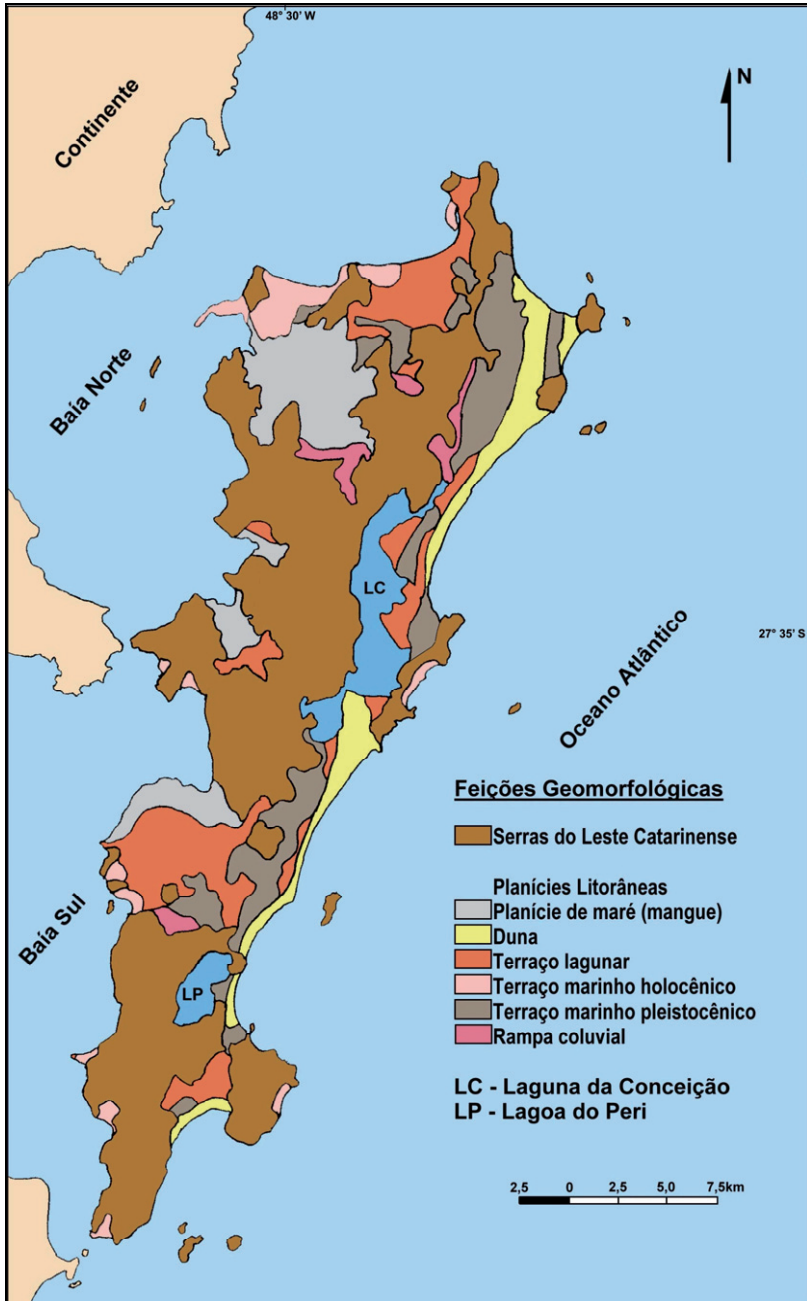 48° 30' W
Continente
N
Baía Norte
LC
27° 35' S
Oceano Atlântico
Feições Geomorfológicas
Serras do Leste Catarinense
Planícies Litorâneas
Planície de maré (mangue)
Duna
Terraço lagunar
Terraço marinho holocênico
Terraço marinho pleistocênico
Rampa coluvial
Baía Sul
LP
LC - Laguna da Conceição
LP - Lagoa do Peri
2,5 0 2,5 5,0 7,5km